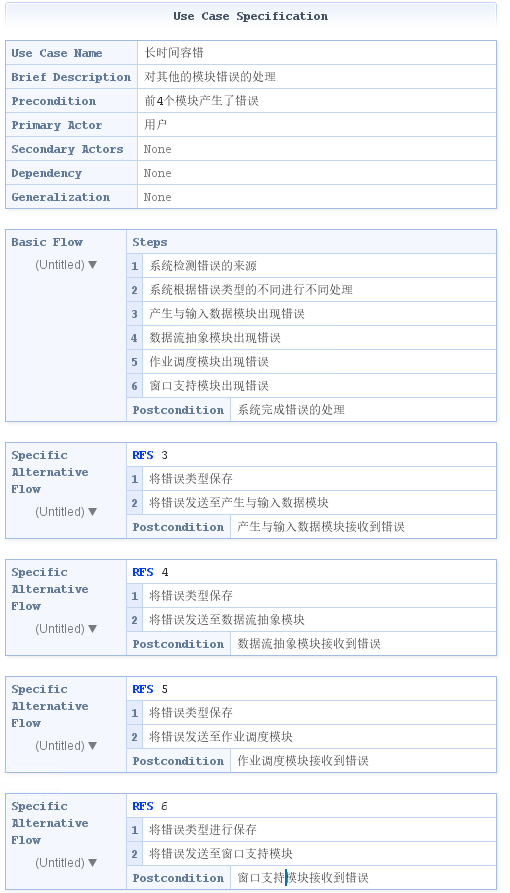 Use Case Specification
Use Case Name 长时间容错
Brief Description 对其他的模块错误的处理
Precondition 前4个模块产生了错误
Primary Actor 用户
Secondary Actors None
Dependency None
Generalization None
Basic Flow Steps
(Untitled) ▼
1 系统检测错误的来源
2 系统根据错误类型的不同进行不同处理
3 产生与输入数据模块出现错误
4 数据流抽象模块出现错误
5 作业调度模块出现错误
6 窗口支持模块出现错误
Postcondition 系统完成错误的处理
Specific Alternative Flow
(Untitled) ▼
RFS 3
1 将错误类型保存
2 将错误发送至产生与输入数据模块
Postcondition 产生与输入数据模块接收到错误
Specific Alternative Flow
(Untitled) ▼
RFS 4
1 将错误类型保存
2 将错误发送至数据流抽象模块
Postcondition 数据流抽象模块接收到错误
Specific Alternative Flow
(Untitled) ▼
RFS 5
1 将错误类型保存
2 将错误发送至作业调度模块
Postcondition 作业调度模块接收到错误
Specific Alternative Flow
(Untitled) ▼
RFS 6
1 将错误类型进行保存
2 将错误发送至窗口支持模块
Postcondition 窗口支持模块接收到错误